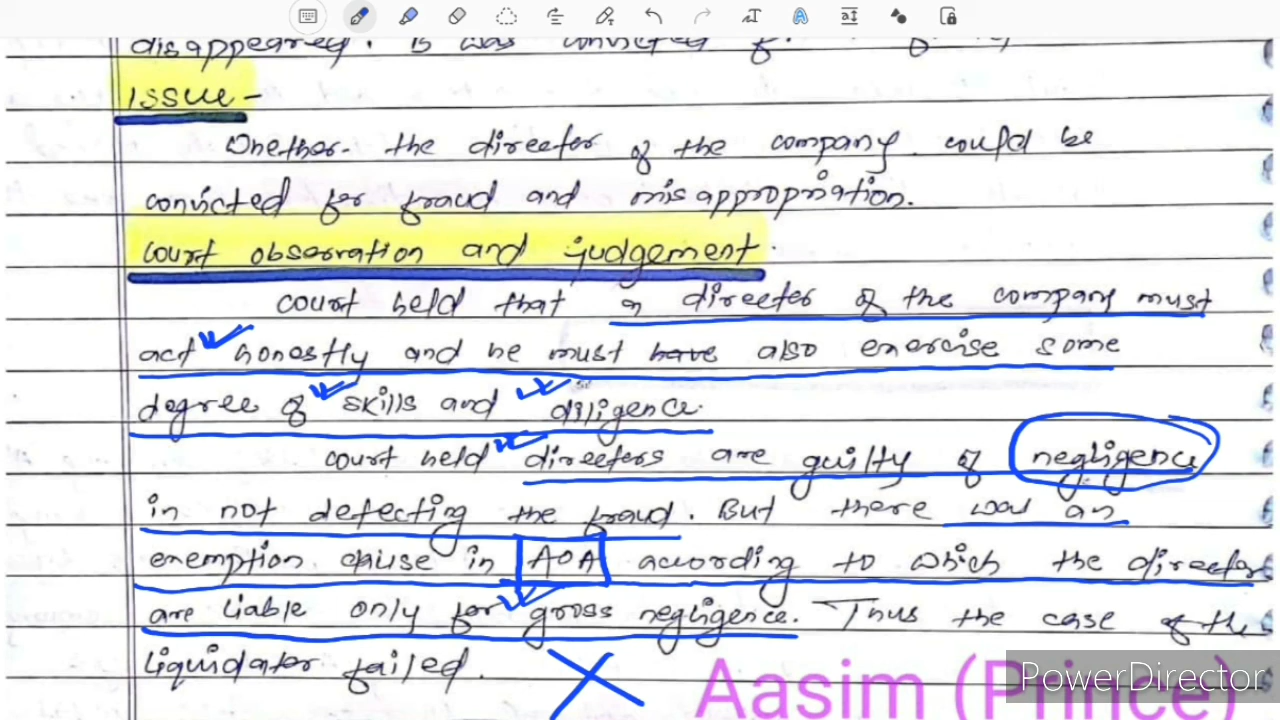 disappeared. B was convicted
Issue-
Whether the director of the company could be
convicted for fraud and misappropriation.
Court observation and judgement.
Court held that a director of the company must
act honestly and he must have also exercise some
degree of skills and diligence.
Court held directors are guilty of negligence
in not detecting the fraud. But there was an
exemption clause in AOA according to which the director
are liable only for gross negligence. Thus the case of the
liquidator failed.
Aasim (Prince)
PowerDirector